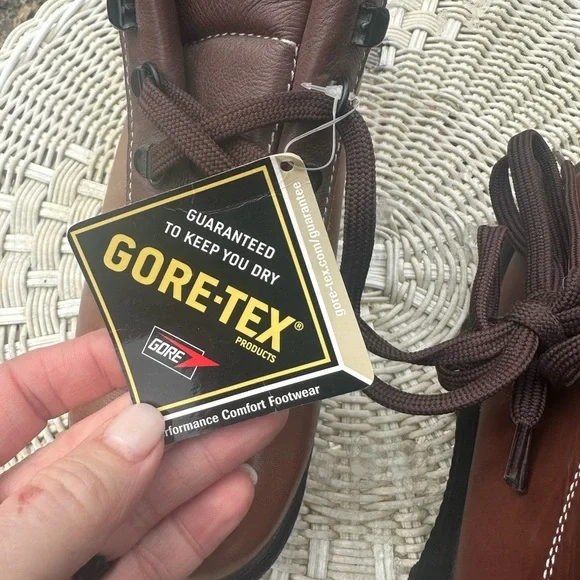 GUARANTEED
TO KEEP YOU DRY
GORE-TEX®
PRODUCTS
GORE
rformance Comfort Footwear
gore-tex.com/guarantee